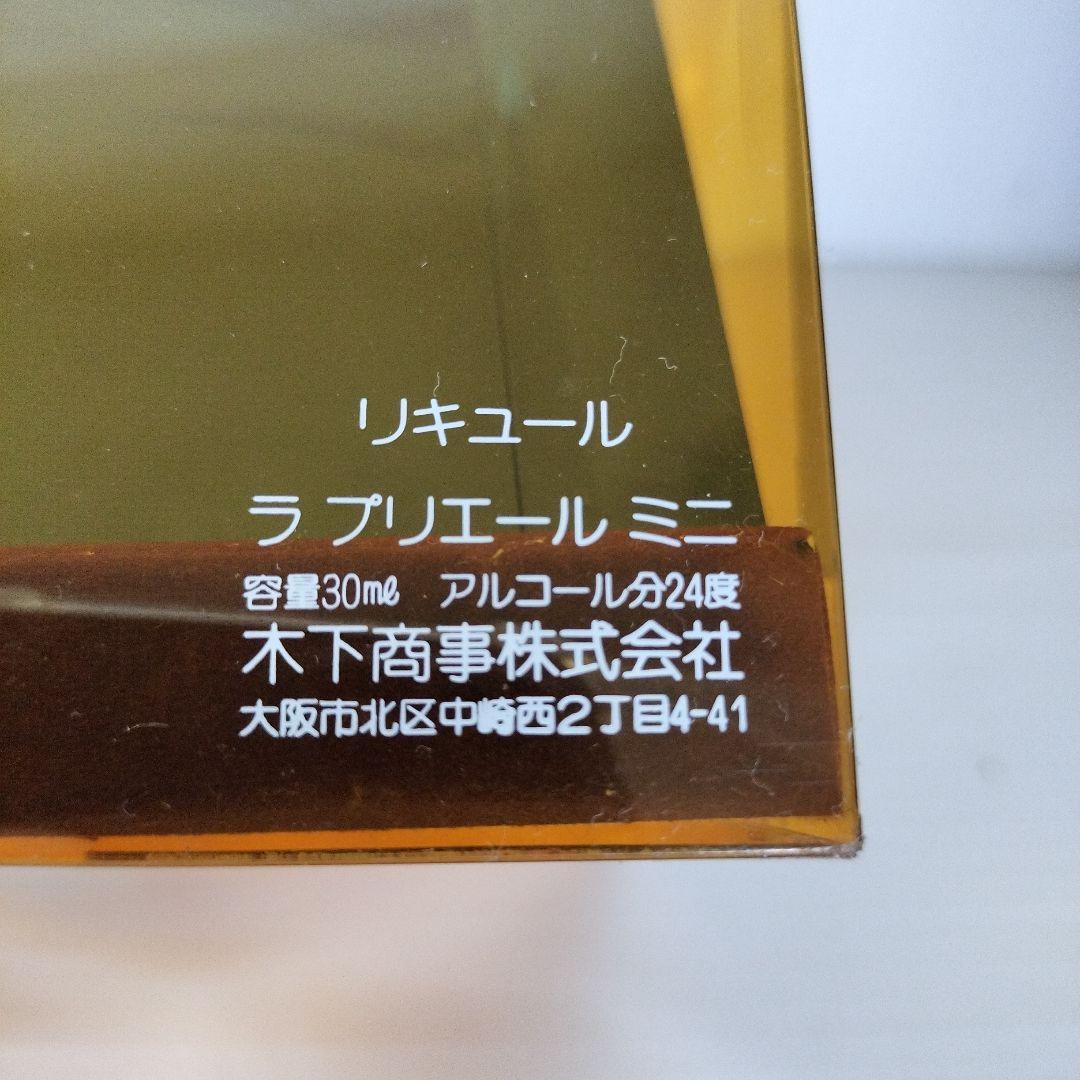 リキュール
ラ プリエール ミニ
容量30㎖ アルコール分24度
木下商事株式会社
大阪市北区中崎西2丁目4-41